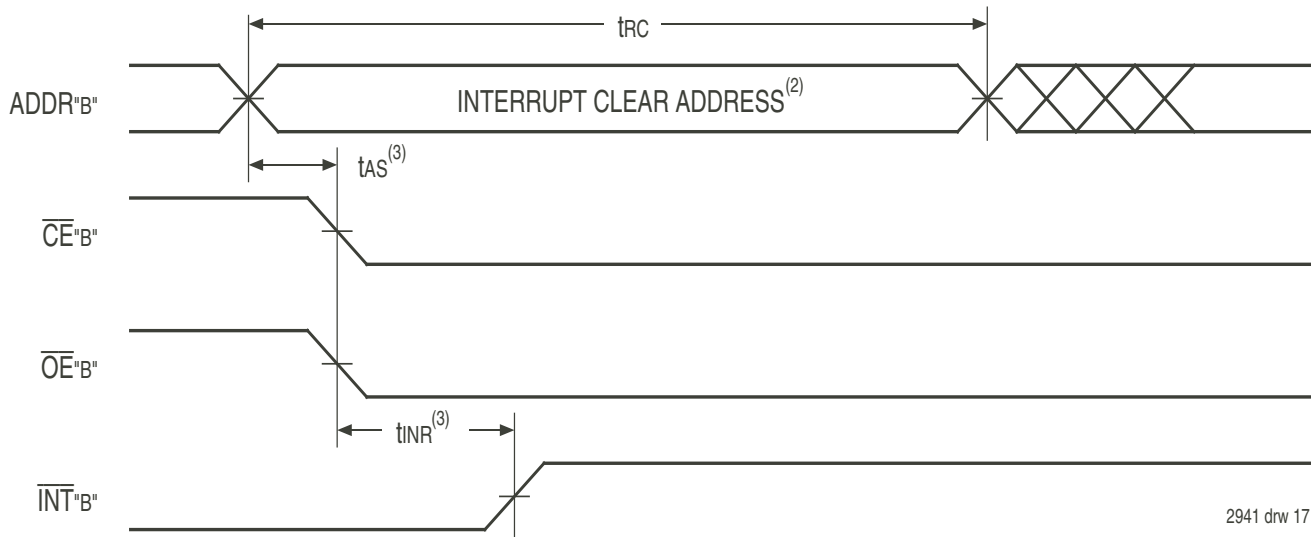 tRC
ADDR"B"
INTERRUPT CLEAR ADDRESS(2)
tAS(3)
CE"B"
OE"B"
tINR(3)
INT"B"
2941 drw 17